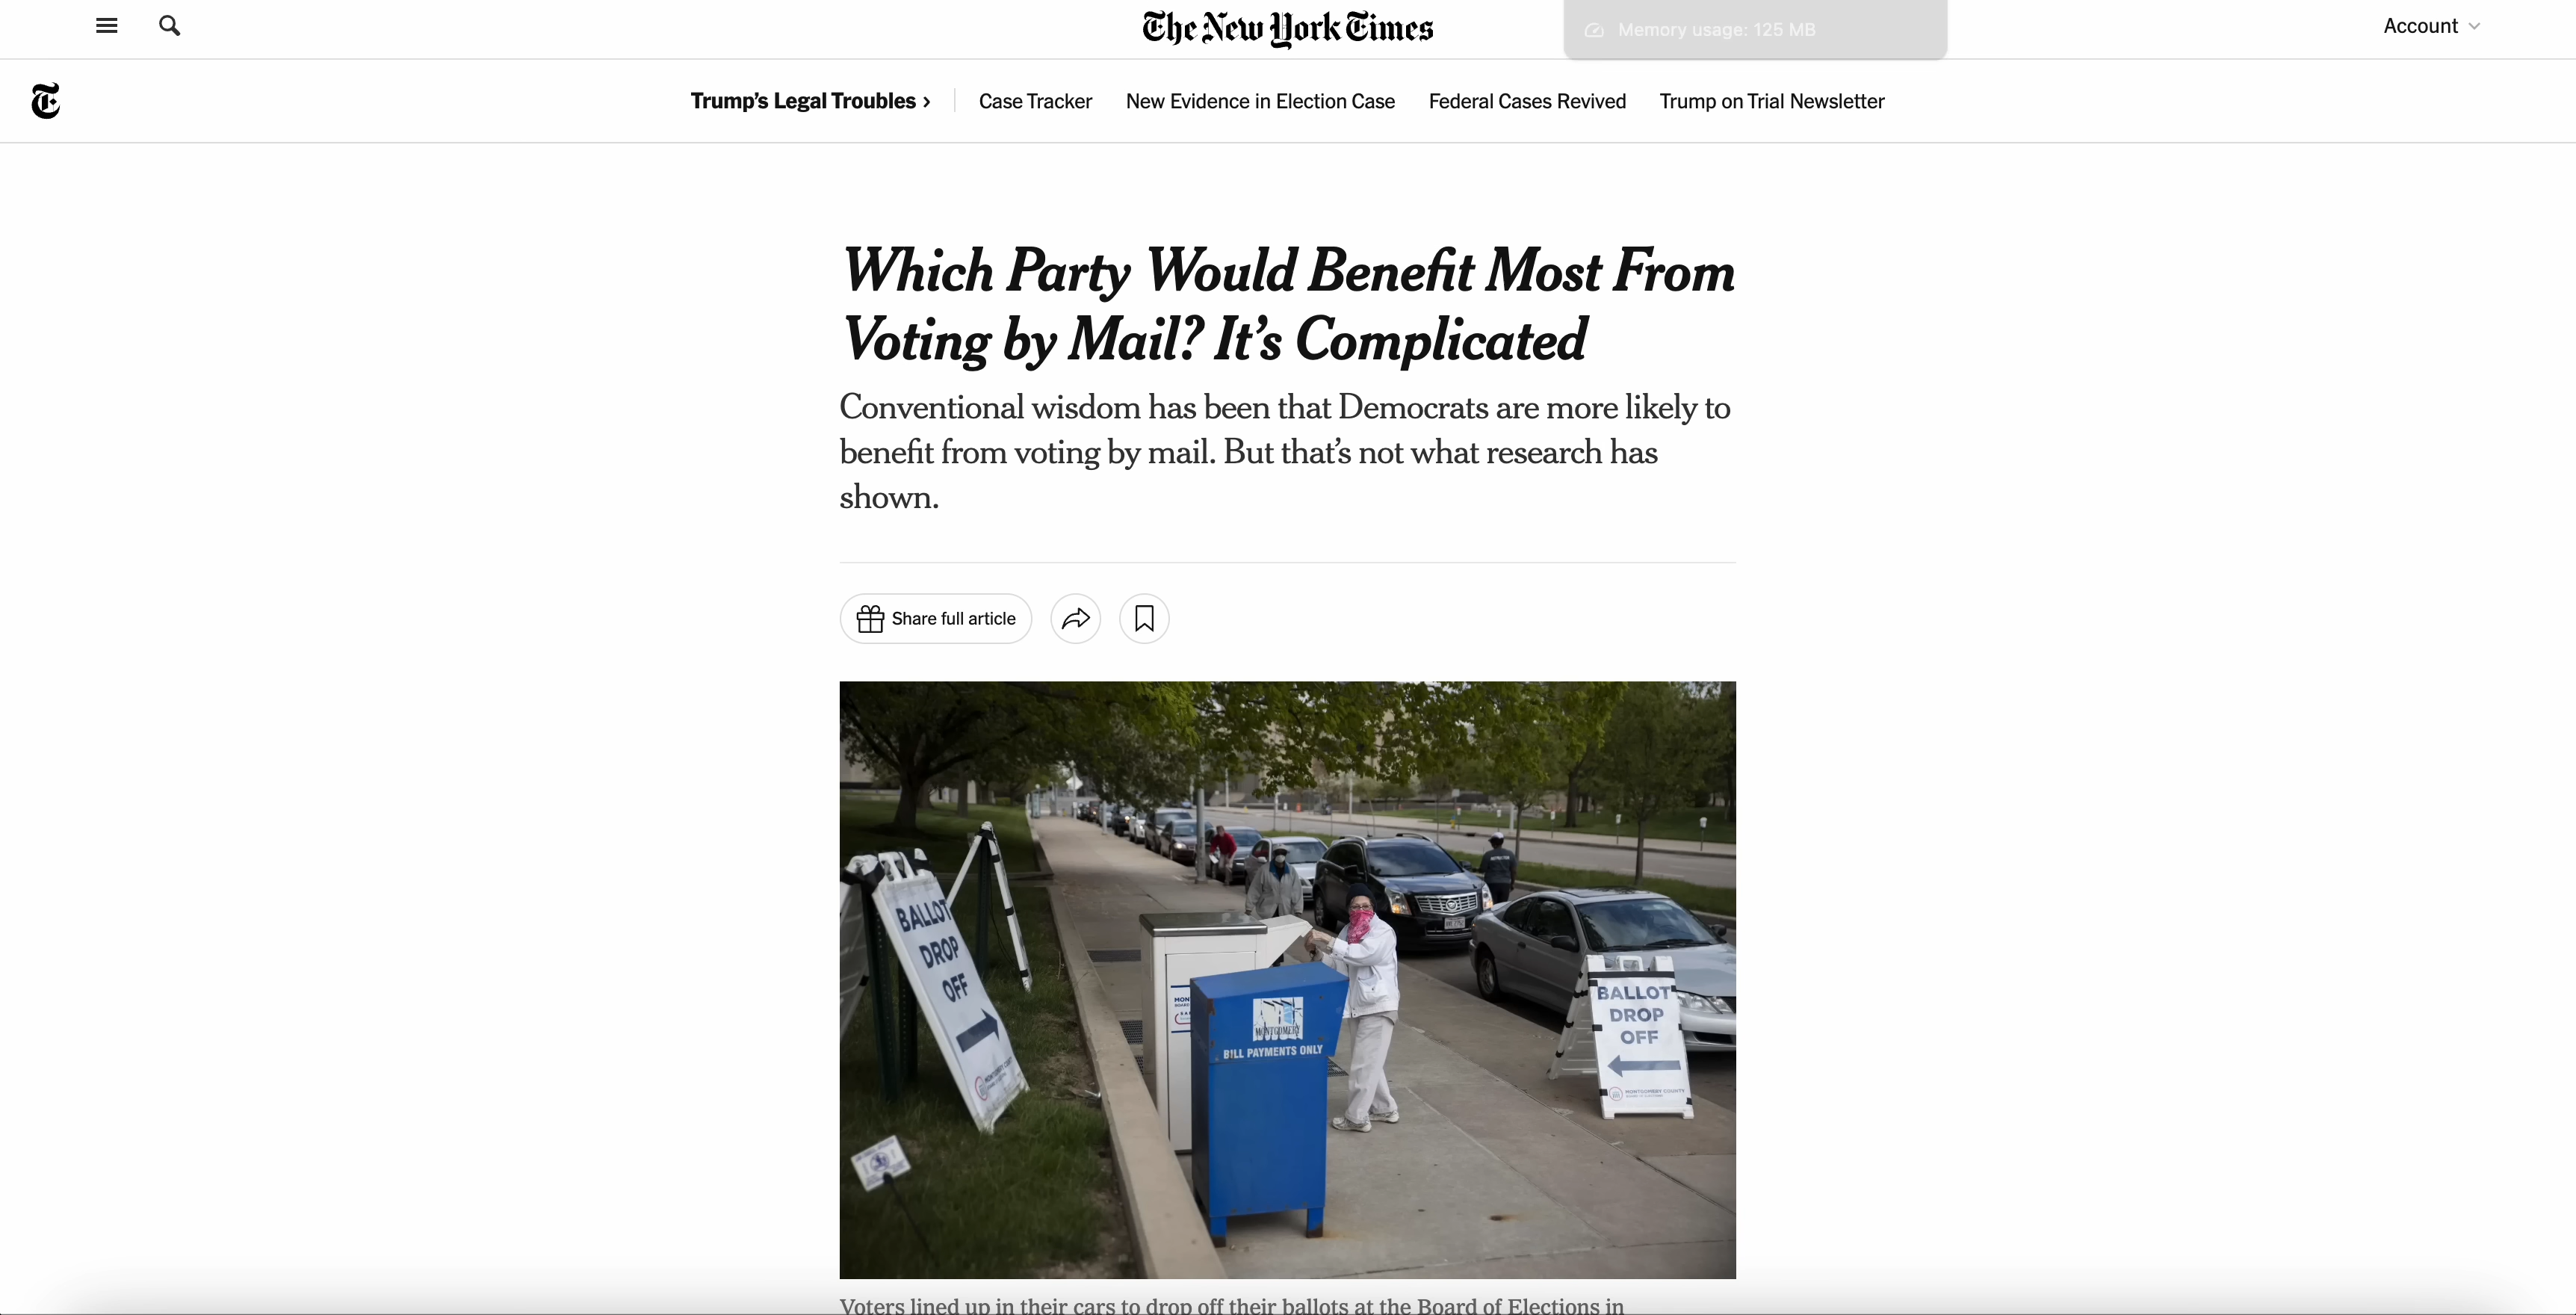 The New York Times
Memory usage: 125 MB
Account
Trump's Legal Troubles ›
Case Tracker
New Evidence in Election Case
Federal Cases Revived
Trump on Trial Newsletter
Which Party Would Benefit Most From
Voting by Mail? It's Complicated
Conventional wisdom has been that Democrats are more likely to
benefit from voting by mail. But that's not what research has
shown.
Share full article
BALLOT
DROP
OFF
MONTGOMERY
BILL PAYMENTS ONLY
BALLOT
DROP
OFF
MONTGOMERY COUNTY
Voters lined up in their cars to drop off their ballots at the Board of Elections in